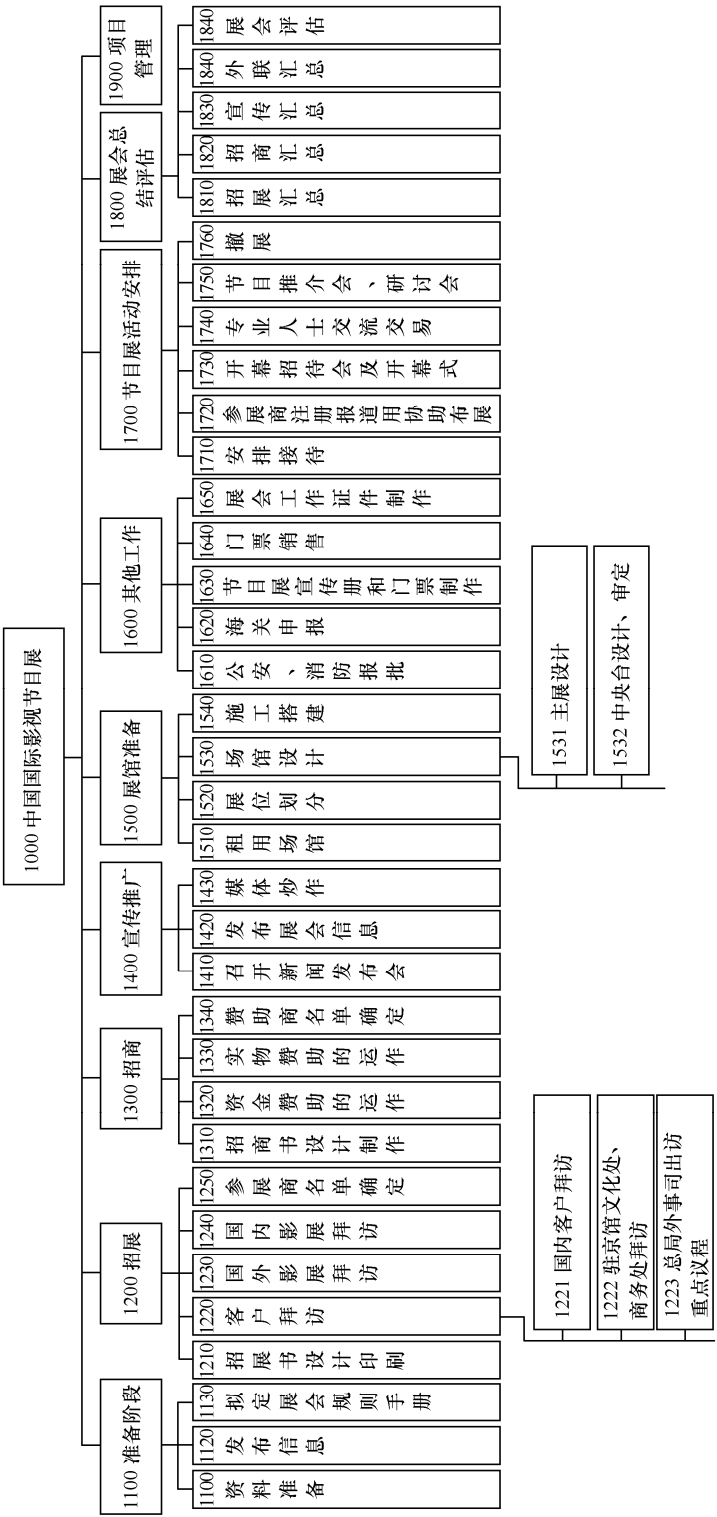 1000 中国国际影视节目展
1100 准备阶段
1100 资料准备
1120 发布信息
1130 拟定展会规则手册
1200 招展
1210 招展书设计印刷
1220 客户拜访
1221 国内客户拜访
1222 驻京馆文化处、
商务处拜访
1223 总局外事司出访
重点议程
1230 国外影展拜访
1240 国内影展拜访
1250 参展商名单确定
1300 招商
1310 招商书设计制作
1320 资金赞助的运作
1330 实物赞助的运作
1340 赞助商名单确定
1400 宣传推广
1410 召开新闻发布会
1420 发布展会信息
1430 媒体炒作
1500 展馆准备
1510 租用场馆
1520 展位划分
1530 场馆设计
1531 主展设计
1532 中央台设计、审定
1540 施工搭建
1600 其他工作
1610 公安、消防报批
1620 海关申报
1630 节目展宣传册和门票制作
1640 门票销售
1650 展会工作证件制作
1700 节目展活动安排
1710 安排接待
1720 参展商注册报道用协助布展
1730 开幕招待会及开幕式
1740 专业人士交流交易
1750 节目推介会、研讨会
1760 撤展
1800 展会总
结评估
1810 招展汇总
1820 招商汇总
1830 宣传汇总
1840 外联汇总
1840 展会评估
1900 项目
管理